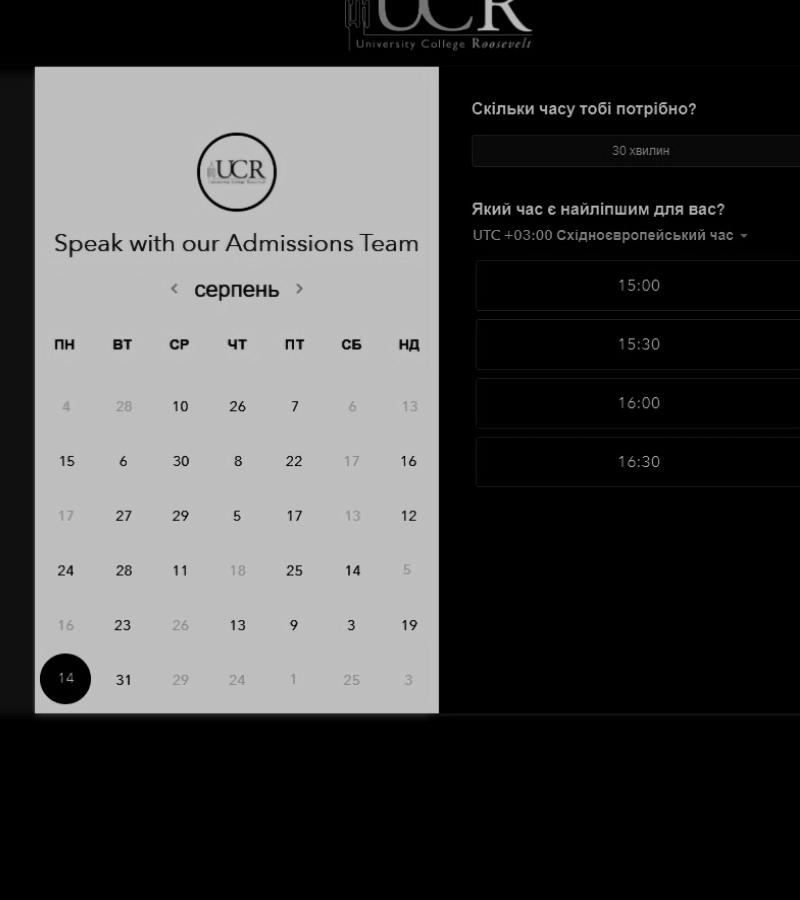 UCR
University College Roosevelt
UCR
Speak with our Admissions Team
< серпень >
ПН ВТ СР ЧТ ПТ СБ НД
4 28 10 26 7 6 13
15 6 30 8 22 17 16
17 27 29 5 17 13 12
24 28 11 18 25 14 5
16 23 26 13 9 3 19
14 31 29 24 1 25 3
Скільки часу тобі потрібно?
30 хвилин
Який час є найліпшим для вас?
UTC +03:00 Східноєвропейський час
15:00
15:30
16:00
16:30